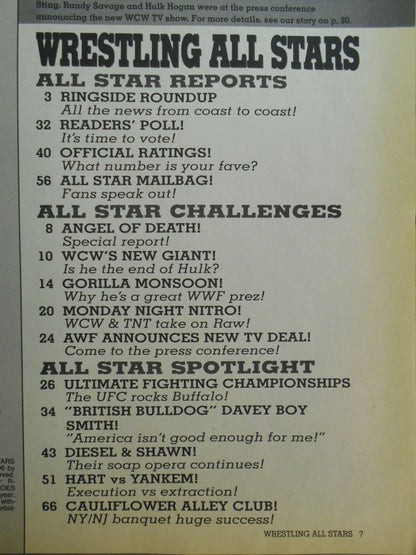 Sting, Randy Savage and Hulk Hogan were at the press conference
announcing the new WCW TV show. For more details, see our story on p. 20.
WRESTLING ALL STARS
ALL STAR REPORTS
3 RINGSIDE ROUNDUP
All the news from coast to coast!
32 READERS' POLL!
It's time to vote!
40 OFFICIAL RATINGS!
What number is your fave?
56 ALL STAR MAILBAG!
Fans speak out!
ALL STAR CHALLENGES
8 ANGEL OF DEATH!
Special report!
10 WCW'S NEW GIANT!
Is he the end of Hulk?
14 GORILLA MONSOON!
Why he's a great WWF prez!
20 MONDAY NIGHT NITRO!
WCW & TNT take on Raw!
24 AWF ANNOUNCES NEW TV DEAL!
Come to the press conference!
ALL STAR SPOTLIGHT
26 ULTIMATE FIGHTING CHAMPIONSHIPS
The UFC rocks Buffalo!
34 "BRITISH BULLDOG" DAVEY BOY
SMITH!
"America isn't good enough for me!"
43 DIESEL & SHAWN!
Their soap opera continues!
51 HART vs YANKEM!
Execution vs extraction!
66 CAULIFLOWER ALLEY CLUB!
NY/NJ banquet huge success!
WRESTLING ALL STARS 7